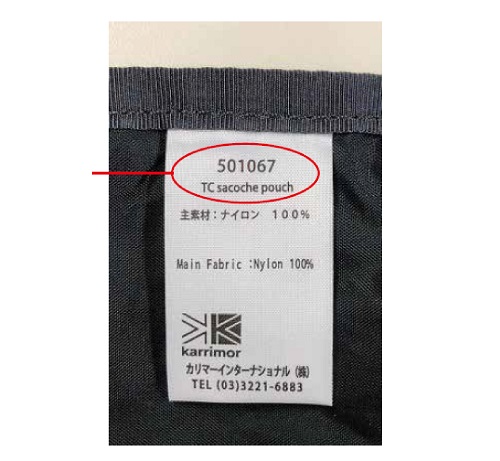 501067
TC sacoche pouch
主素材：ナイロン １００％
Main Fabric :Nylon 100%
karrimor
カリマーインターナショナル ㈱
TEL (03)3221-6883